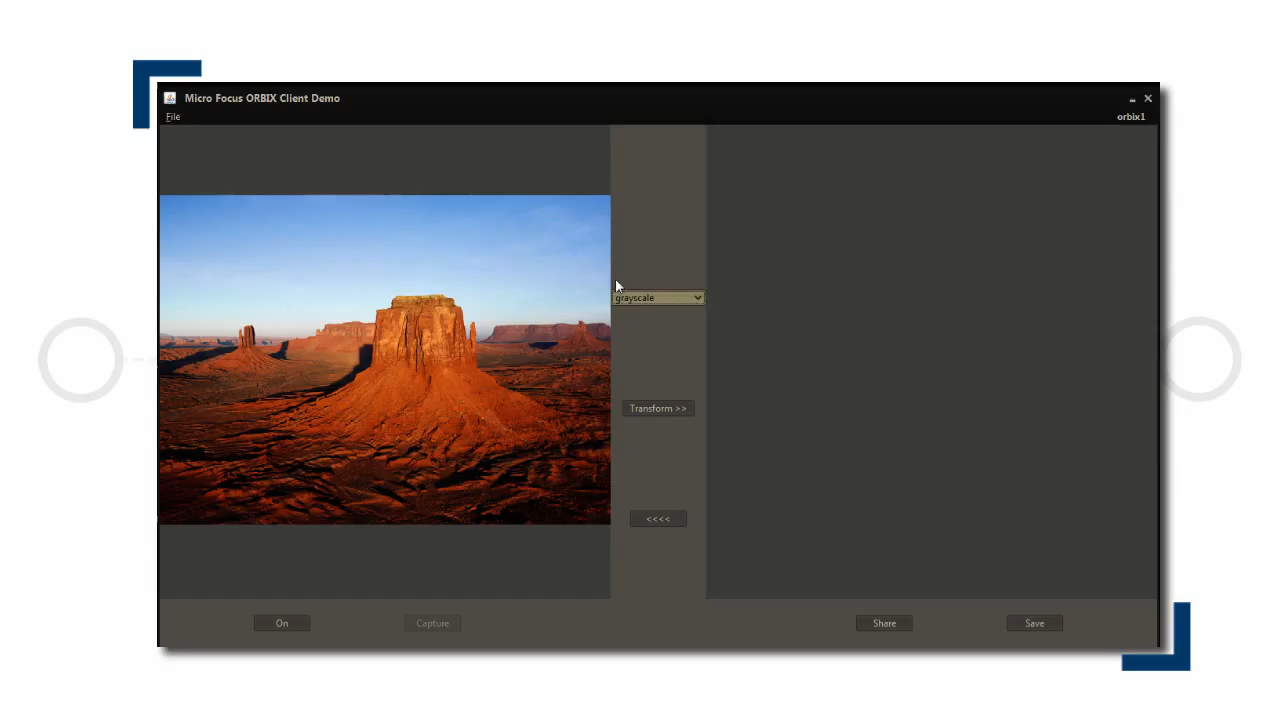 Micro Focus ORBIX Client Demo
File
orbix1
grayscale
Transform >>
<<<<
On
Capture
Share
Save